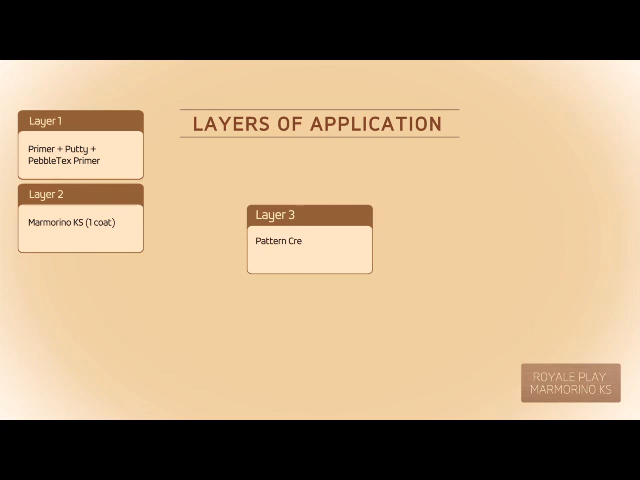 LAYERS OF APPLICATION
Layer 1
Primer + Putty +
PebbleTex Primer
Layer 2
Marmorino KS (1 coat)
Layer 3
Pattern Cre
ROYALE PLAY
MARMORINO KS